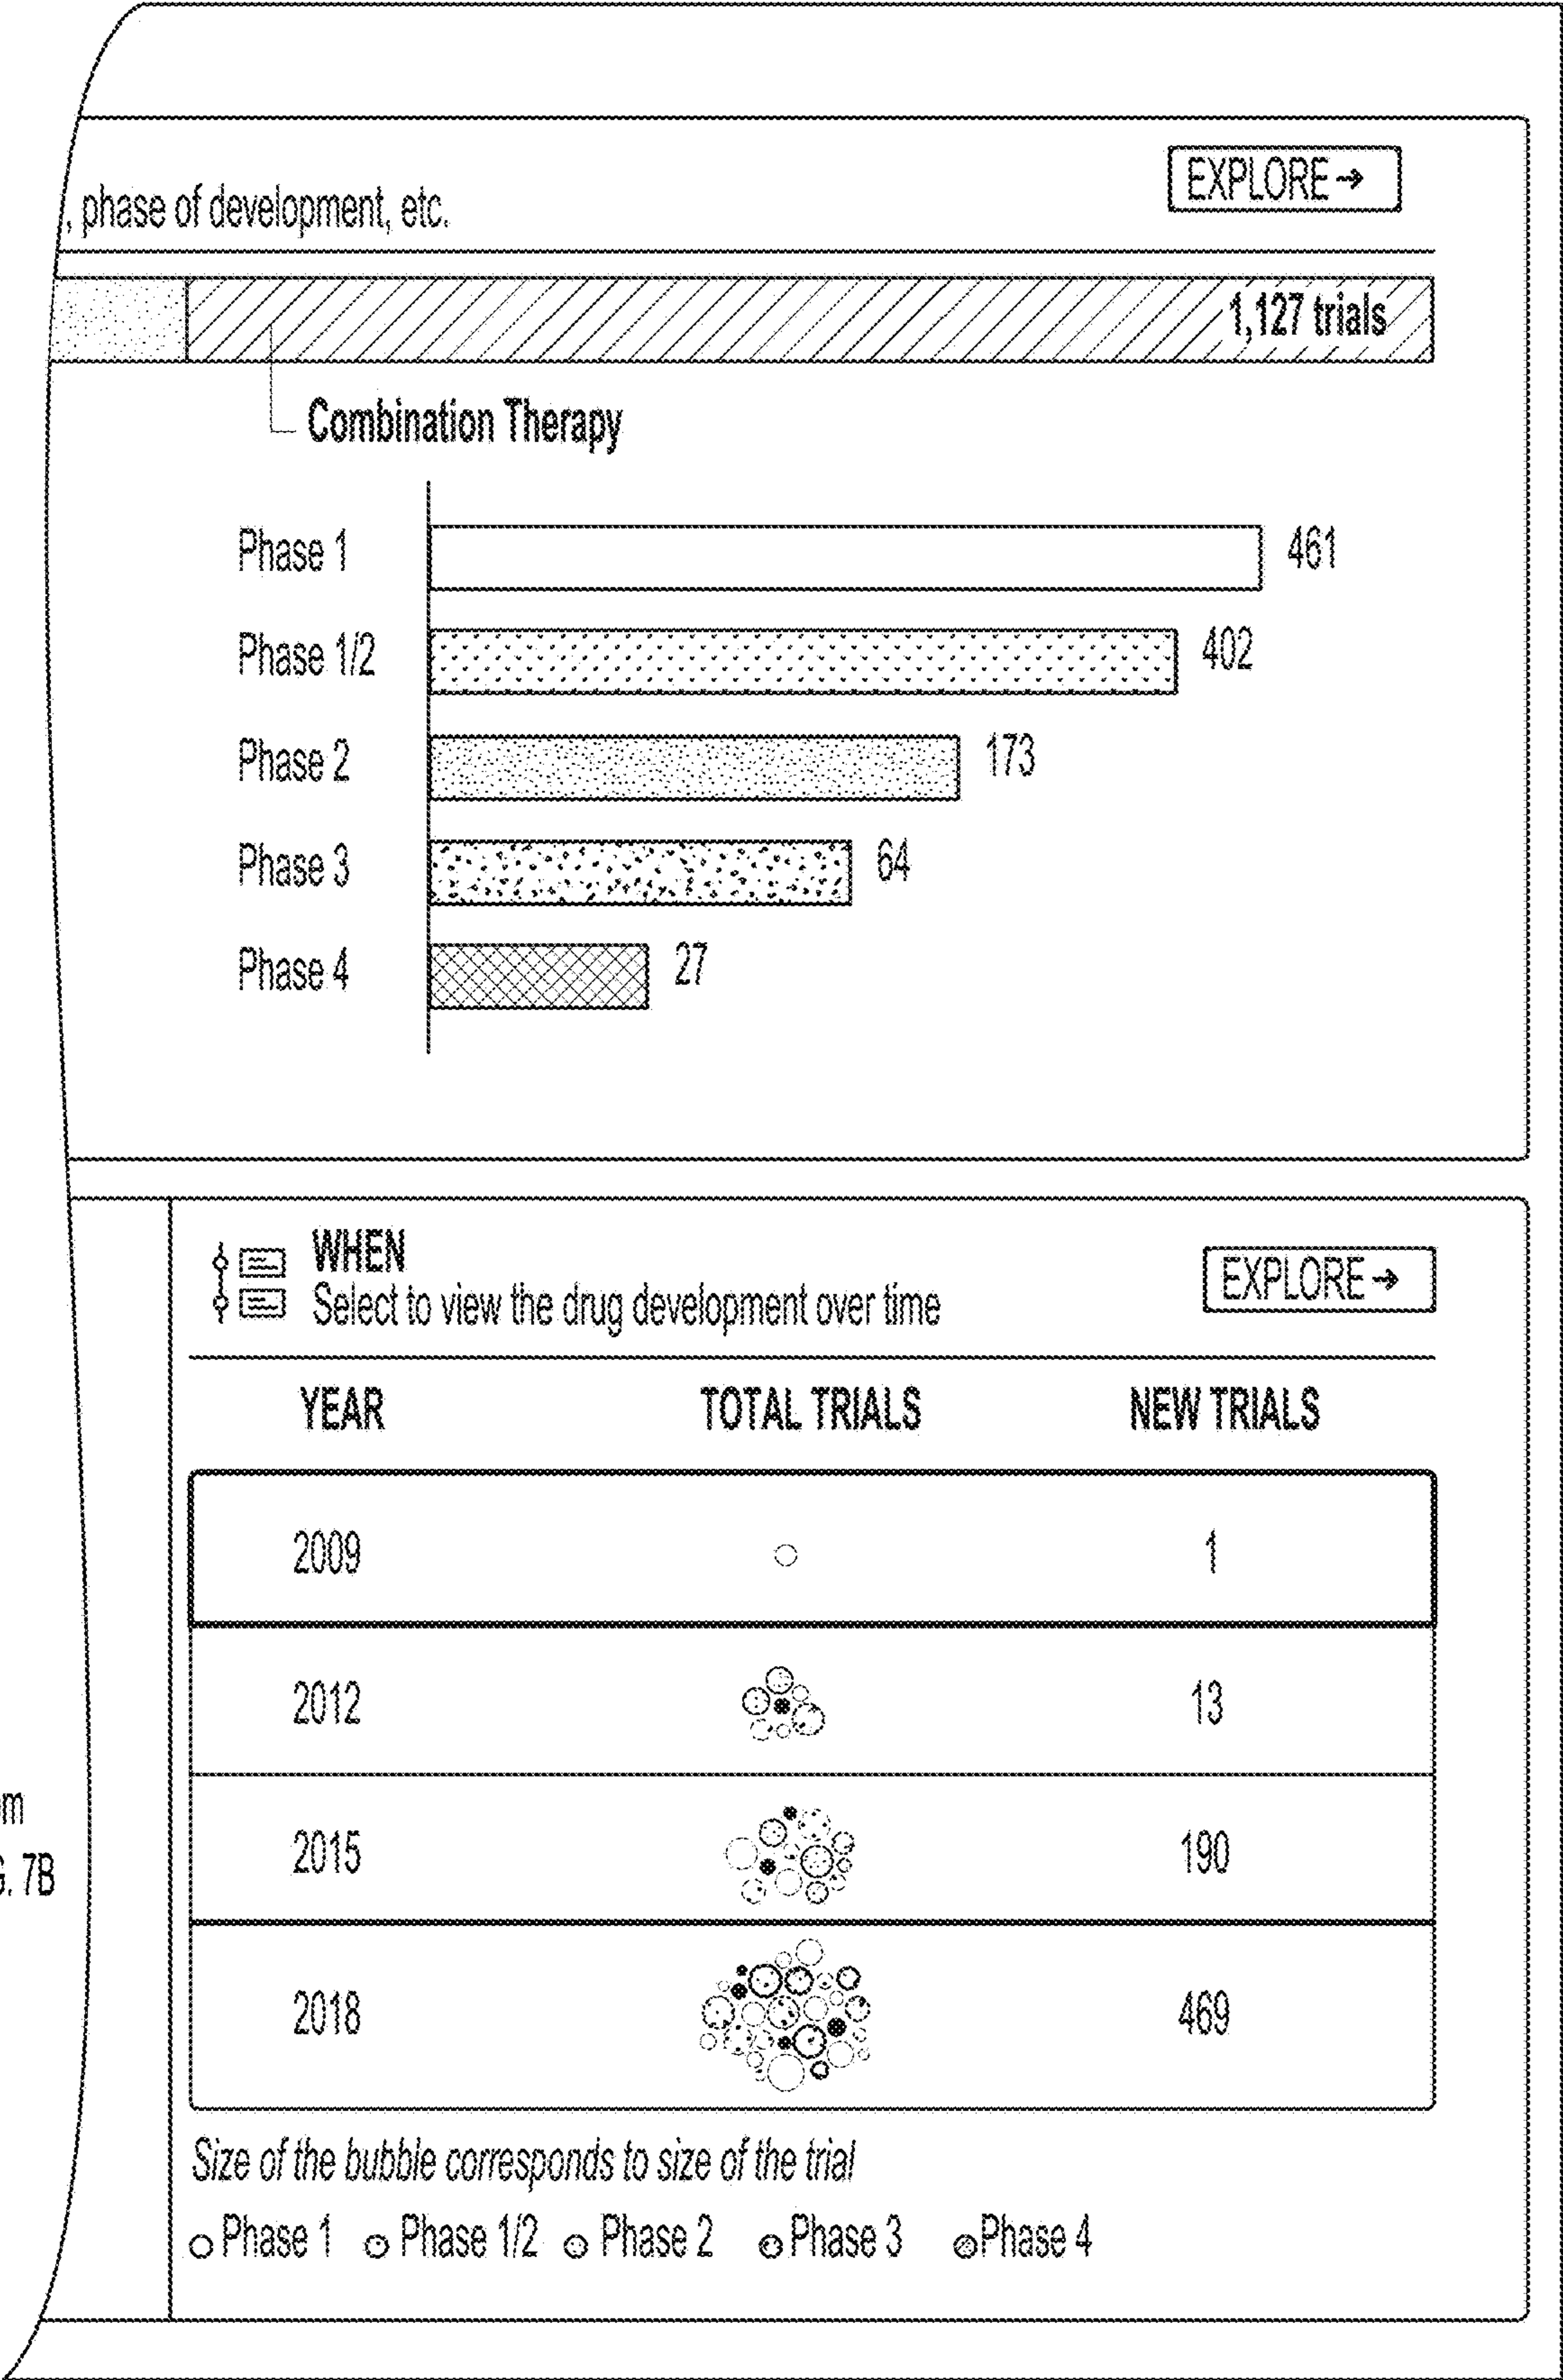 EXPLORE→
, phase of development, etc.
1,127 trials
Combination Therapy
Phase 1 461
Phase 1/2 402
Phase 2 173
Phase 3 64
Phase 4 27
WHEN
EXPLORE→
Select to view the drug development over time
YEAR TOTAL TRIALS NEW TRIALS
2009 1
2012 13
m
2015 190
. 7B
2018 469
Size of the bubble corresponds to size of the trial
Phase 1 Phase 1/2 Phase 2 Phase 3 Phase 4